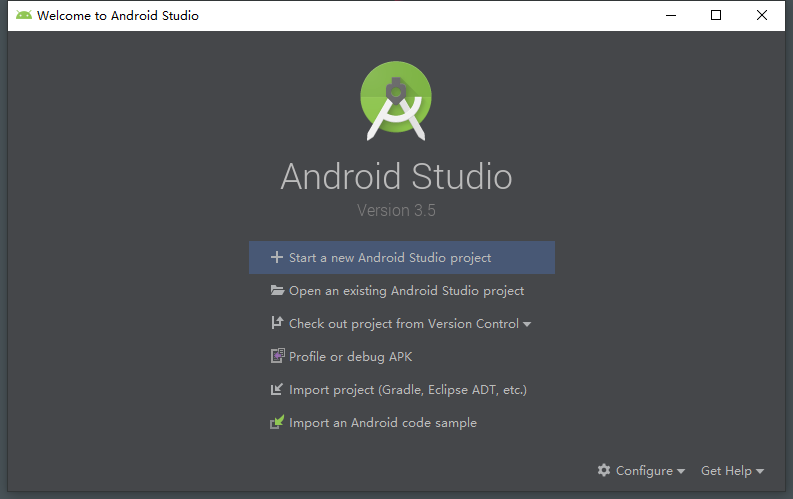 Welcome to Android Studio
Android Studio
Version 3.5
Start a new Android Studio project
Open an existing Android Studio project
Check out project from Version Control
Profile or debug APK
Import project (Gradle, Eclipse ADT, etc.)
Import an Android code sample
Configure Get Help